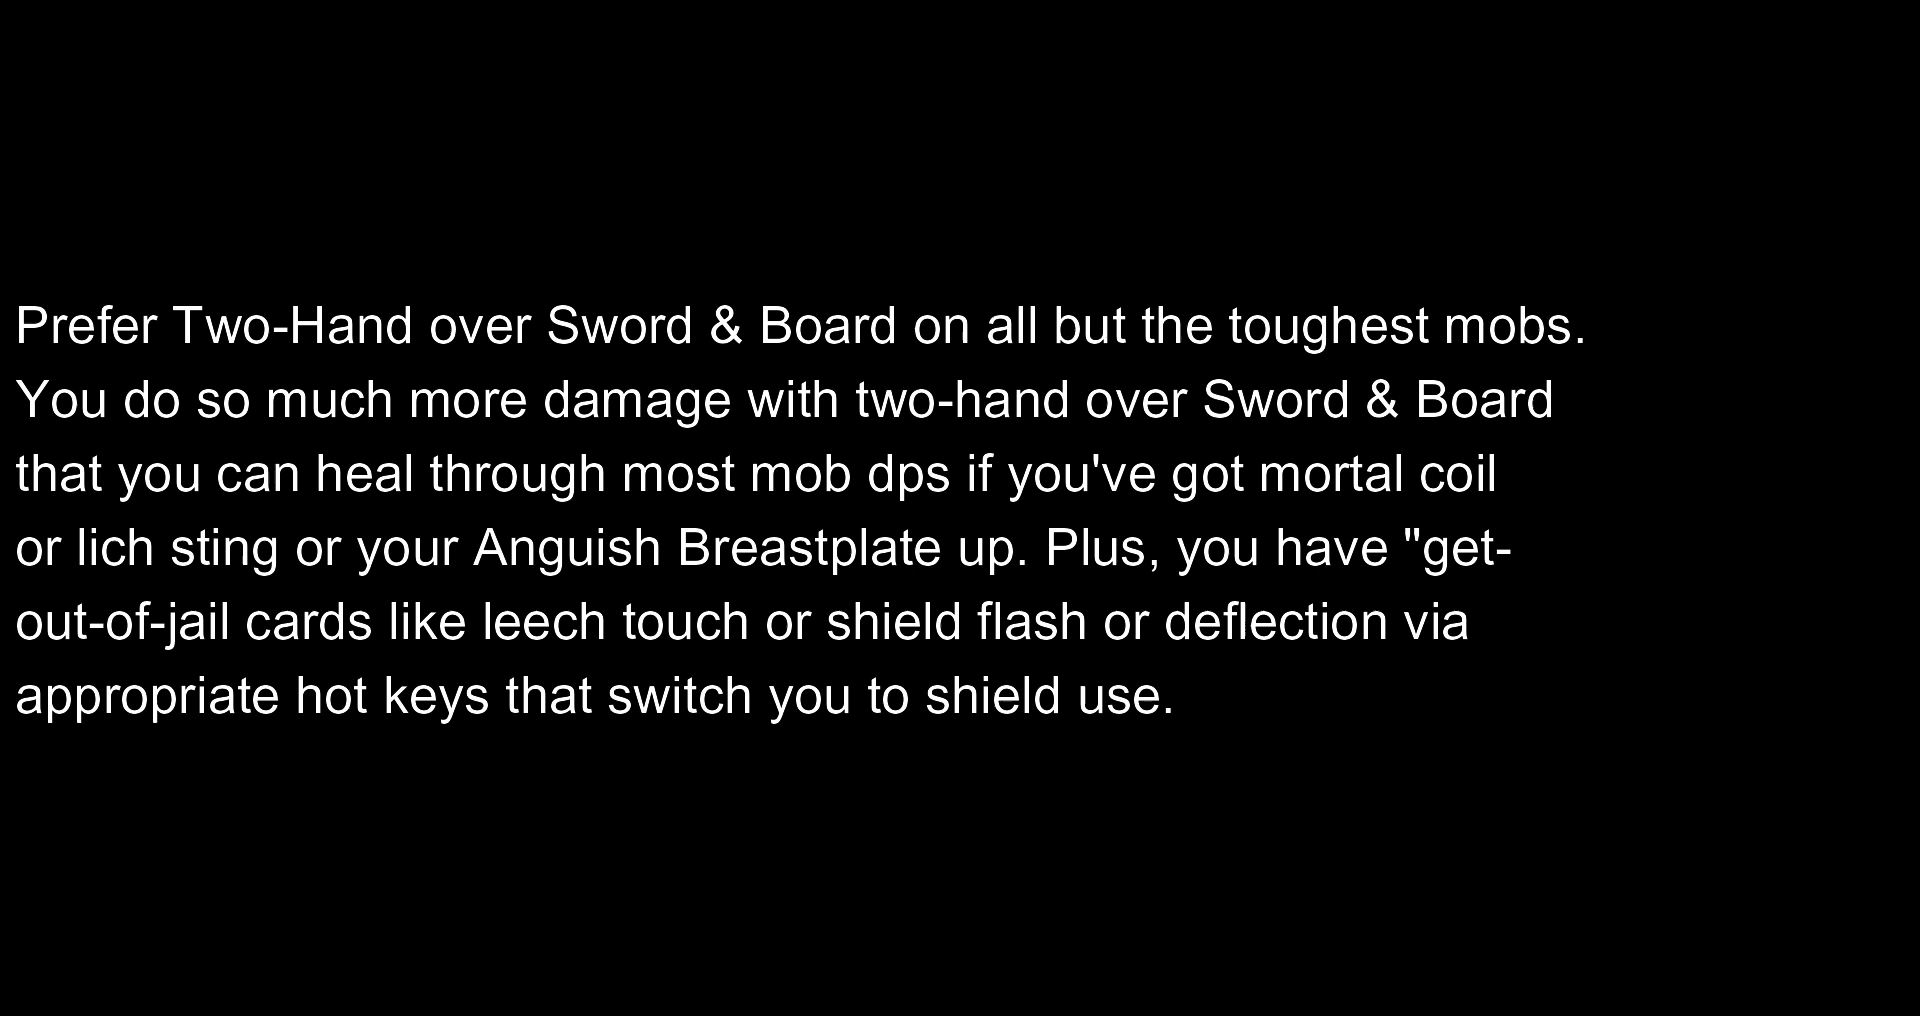 Prefer Two-Hand over Sword & Board on all but the toughest mobs.
You do so much more damage with two-hand over Sword & Board
that you can heal through most mob dps if you've got mortal coil
or lich sting or your Anguish Breastplate up. Plus, you have "get-
out-of-jail cards like leech touch or shield flash or deflection via
appropriate hot keys that switch you to shield use.